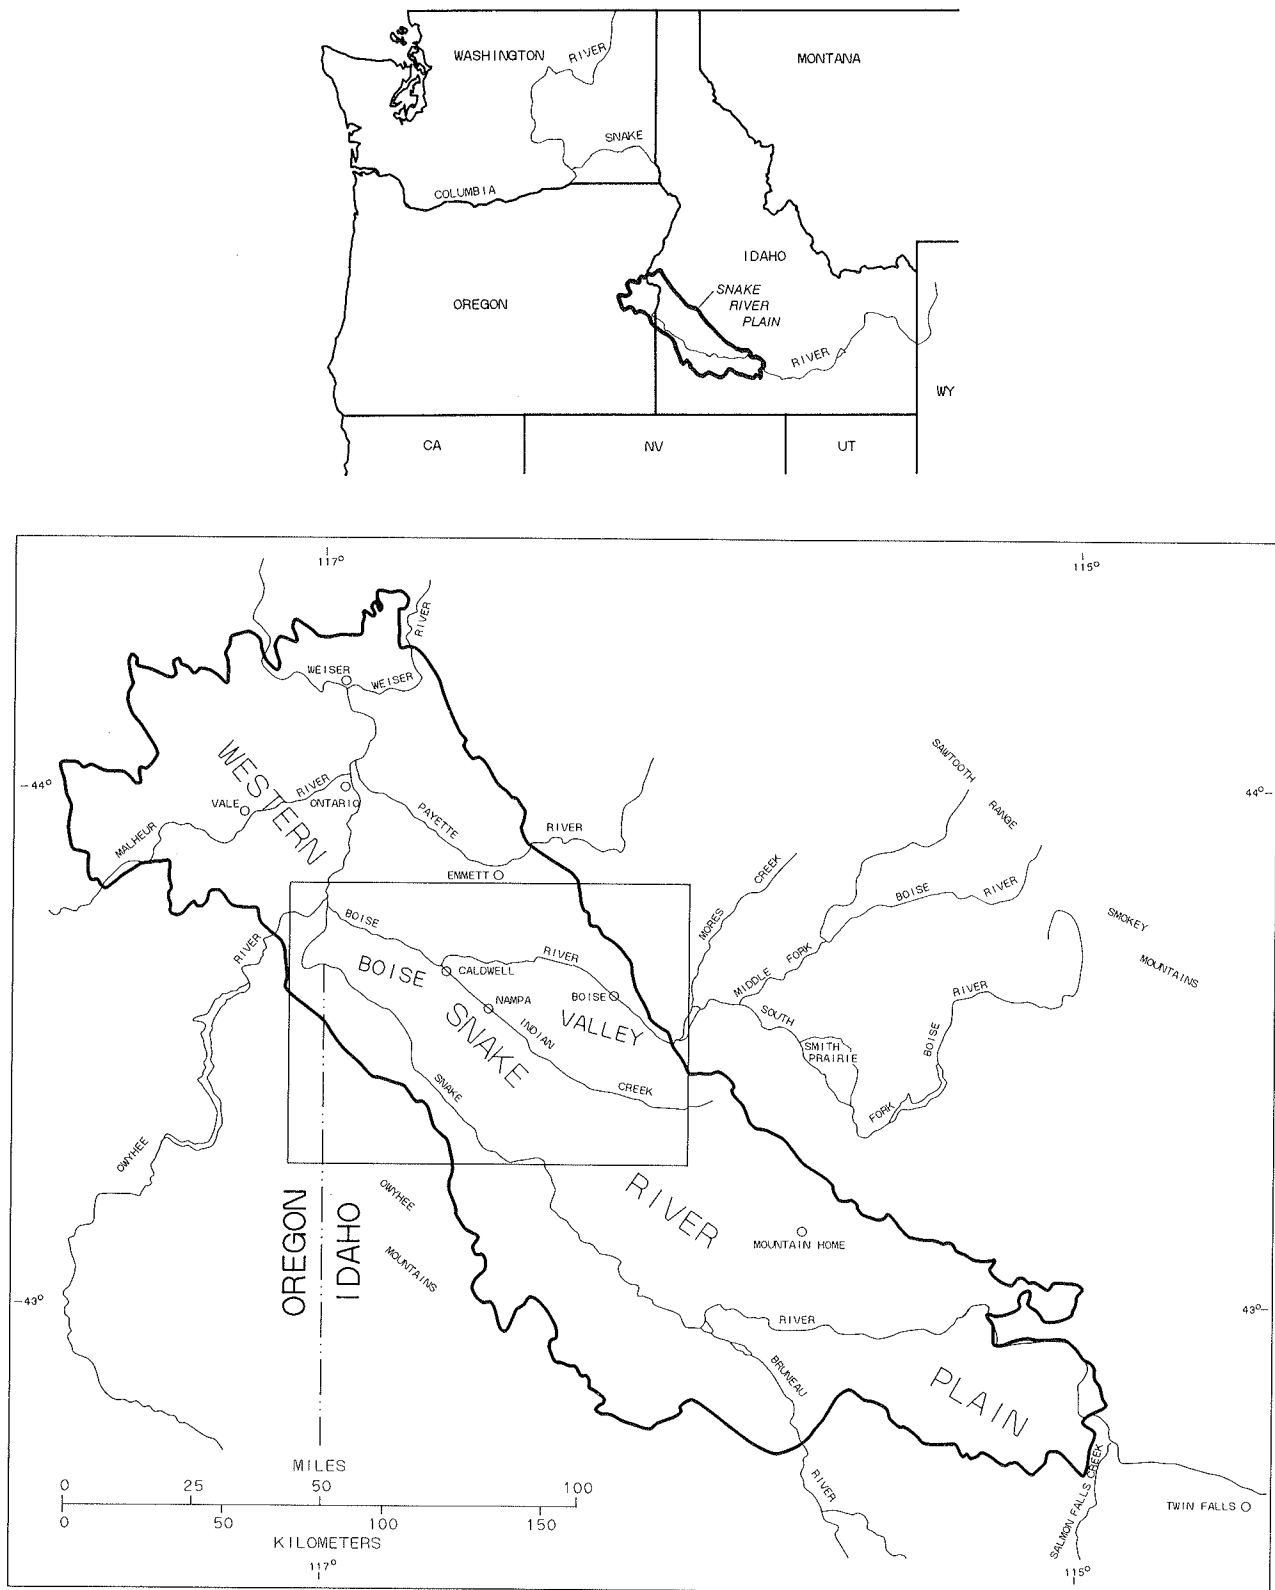 WASHINGTON
RIVER
MONTANA
SNAKE
COLUMBIA
IDAHO
SNAKE
RIVER
PLAIN
OREGON
RIVER
WY
CA
NV
UT
117°
115°
RIVER
WEISER
WEISER
WESTERN
SAWTOOTH
RANGE
44°
44°
RIVER
VALE
ONTARIO
MALHEUR
PAYETTE
RIVER
EMMETT
CREEK
MORES
BOISE
RIVER
SMOKEY
MOUNTAINS
BOISE
RIVER
RIVER
FORK
MIDDLE
BOISE
CALDWELL
BOISE
RIVER
NAMPA
INDIAN
VALLEY
SOUTH
SNAKE
SMITH
PRAIRIE
BOISE
SNAKE
CREEK
FORK
OWYHEE
OWYHEE
MOUNTAINS
OREGON
IDAHO
RIVER
MOUNTAIN HOME
43°
43°
RIVER
BRUNEAU
PLAIN
RIVER
SALMON FALLS CREEK
TWIN FALLS
MILES
0 25 50 100
0 50 100 150
KILOMETERS
117°
115°